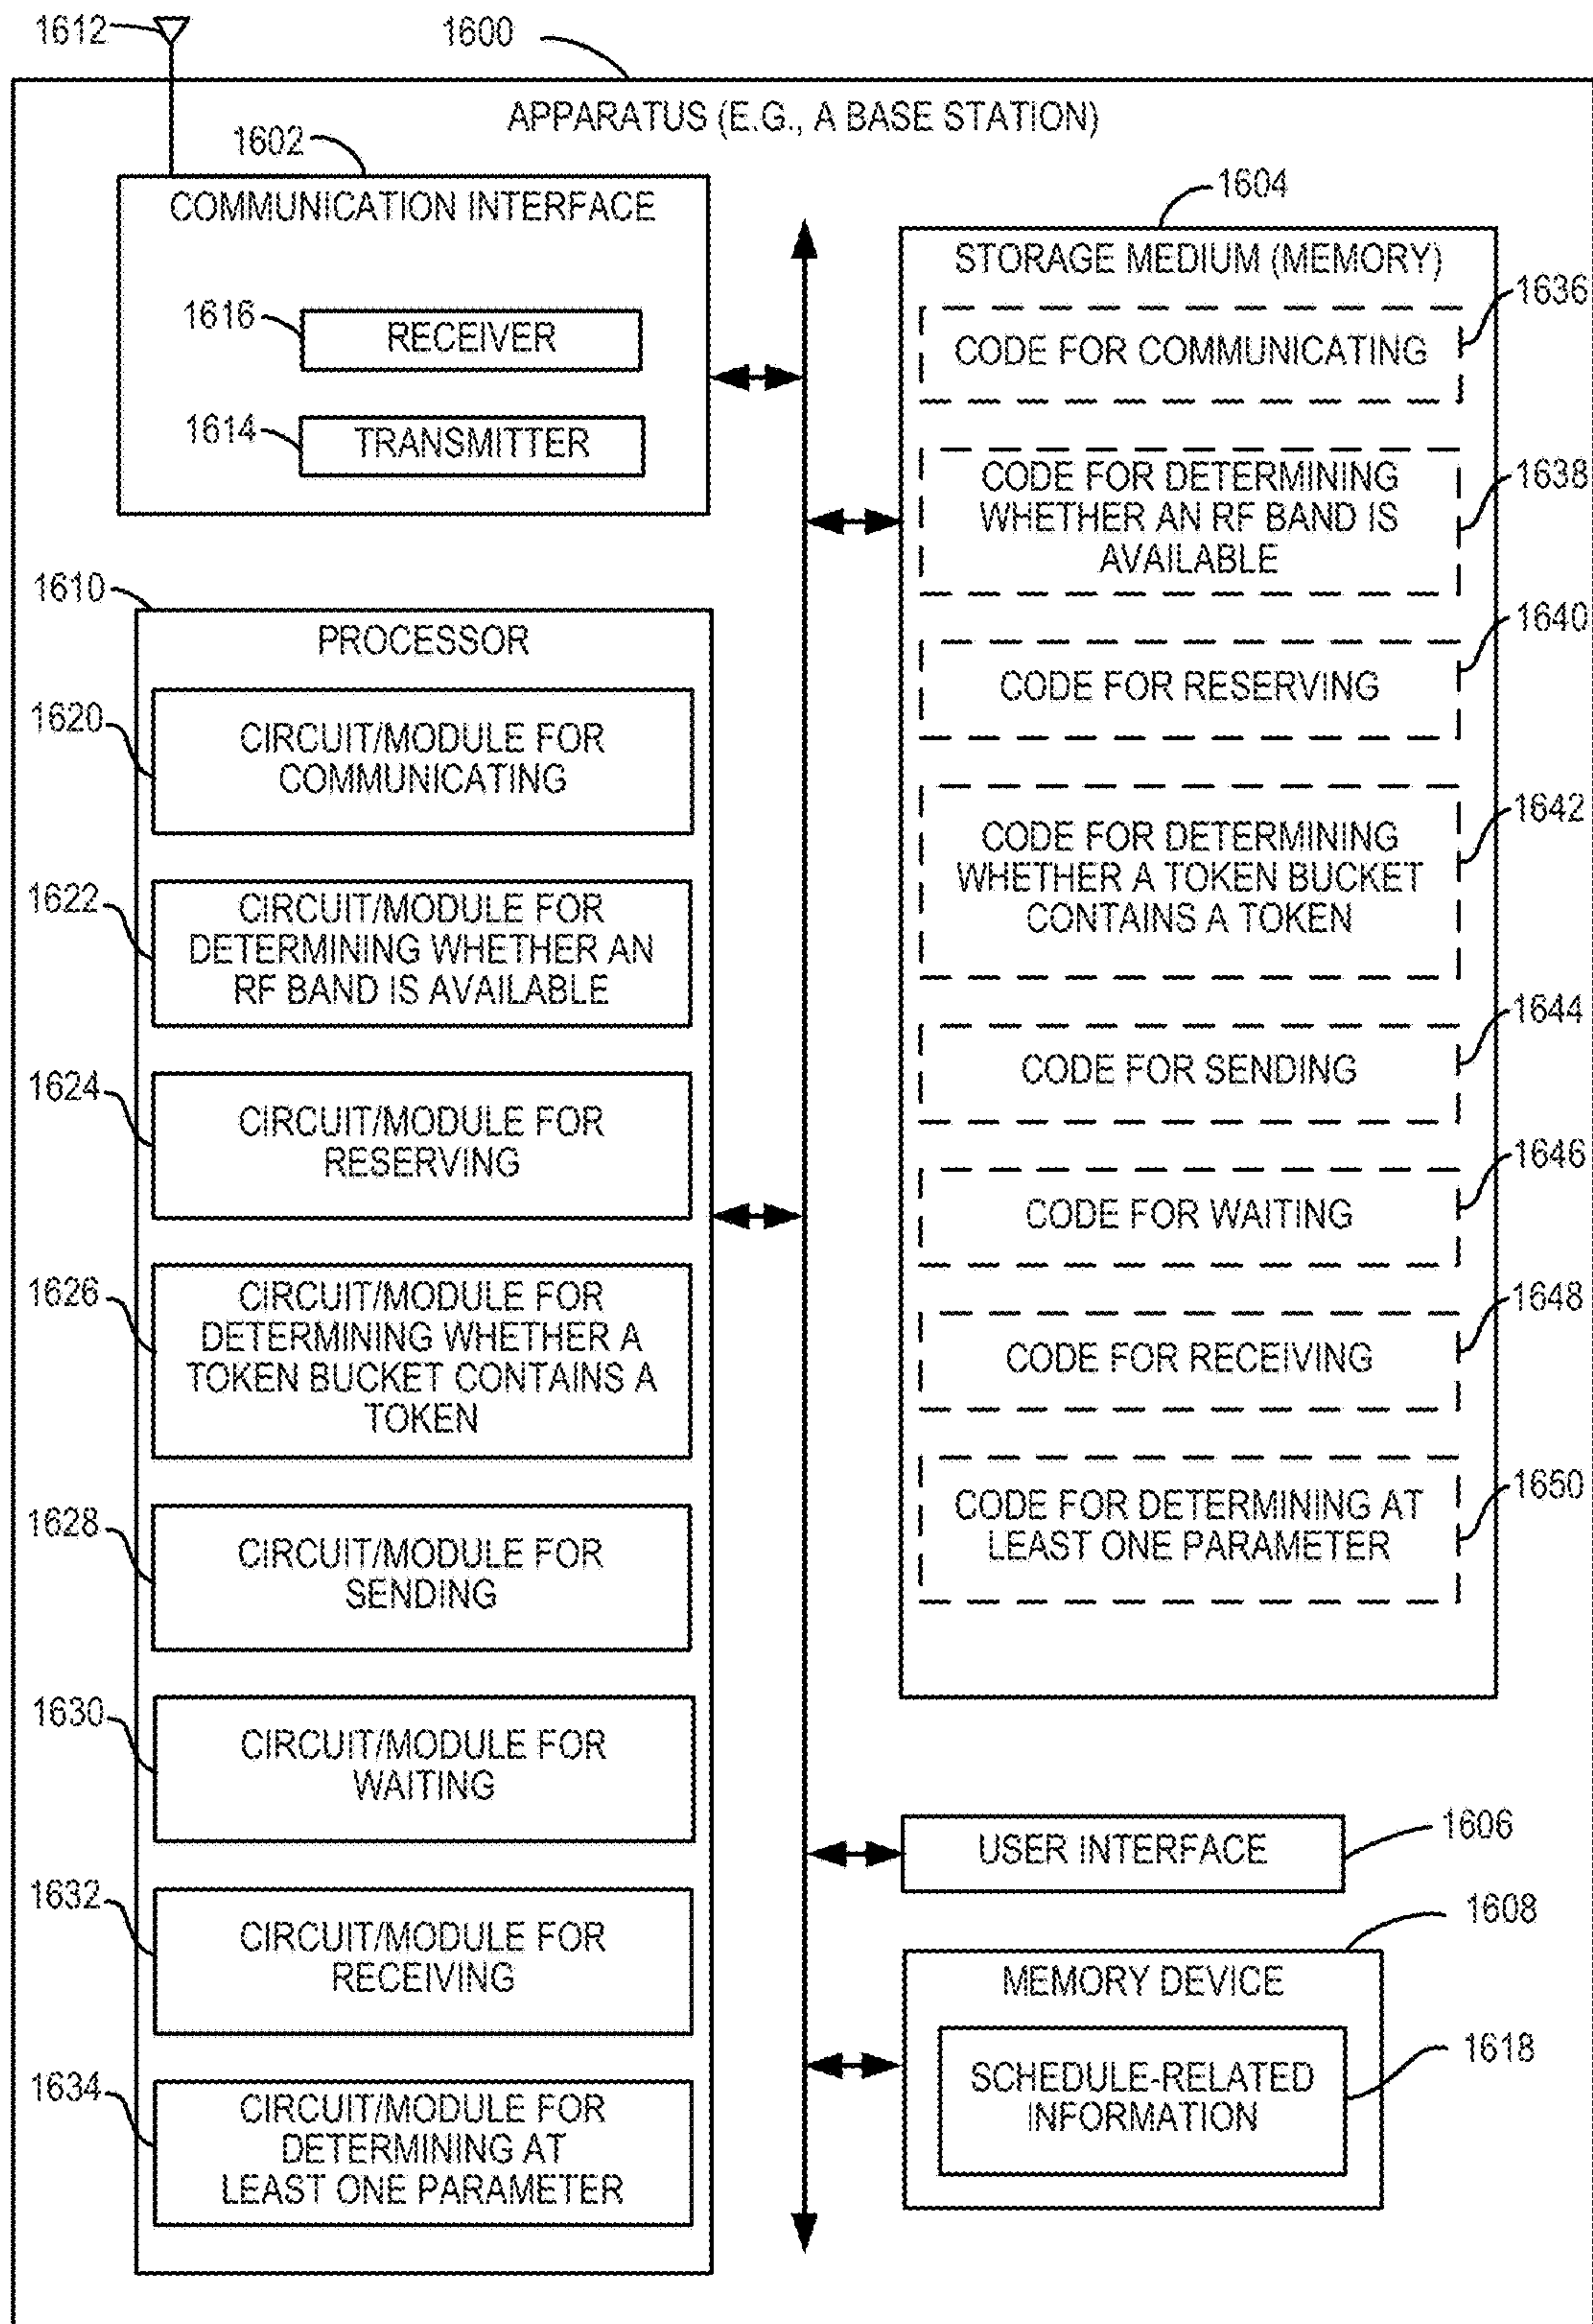 1612
1600
APPARATUS (E.G., A BASE STATION)
1602
COMMUNICATION INTERFACE
1616
RECEIVER
1614
TRANSMITTER
1610
PROCESSOR
1620
CIRCUIT/MODULE FOR
COMMUNICATING
1622
CIRCUIT/MODULE FOR
DETERMINING WHETHER AN
RF BAND IS AVAILABLE
1624
CIRCUIT/MODULE FOR
RESERVING
1626
CIRCUIT/MODULE FOR
DETERMINING WHETHER A
TOKEN BUCKET CONTAINS A
TOKEN
1628
CIRCUIT/MODULE FOR
SENDING
1630
CIRCUIT/MODULE FOR
WAITING
1632
CIRCUIT/MODULE FOR
RECEIVING
1634
CIRCUIT/MODULE FOR
DETERMINING AT
LEAST ONE PARAMETER
1604
STORAGE MEDIUM (MEMORY)
1636
CODE FOR COMMUNICATING
1638
CODE FOR DETERMINING
WHETHER AN RF BAND IS
AVAILABLE
1640
CODE FOR RESERVING
1642
CODE FOR DETERMINING
WHETHER A TOKEN BUCKET
CONTAINS A TOKEN
1644
CODE FOR SENDING
1646
CODE FOR WAITING
1648
CODE FOR RECEIVING
1650
CODE FOR DETERMINING AT
LEAST ONE PARAMETER
1606
USER INTERFACE
1608
MEMORY DEVICE
1618
SCHEDULE-RELATED
INFORMATION